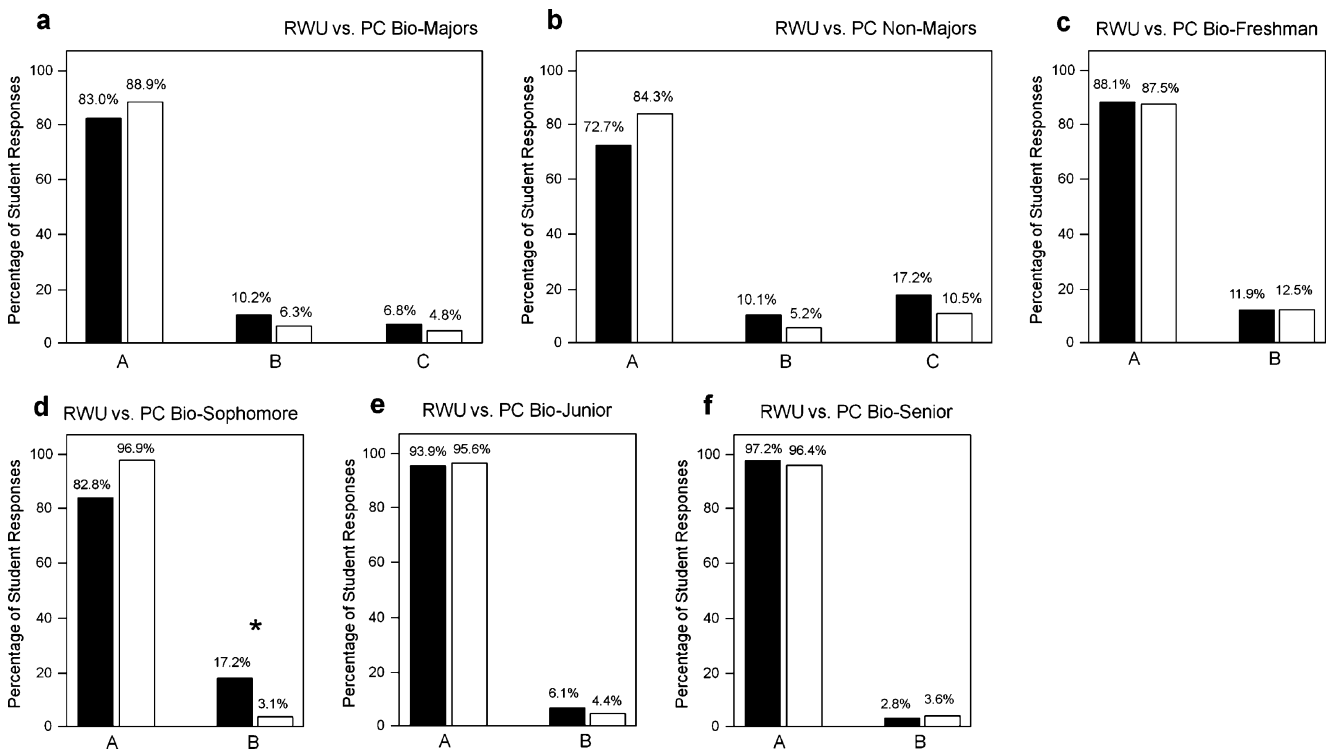 a
RWU vs. PC Bio-Majors
Percentage of Student Responses
100
80
60
40
20
0
83.0%
88.9%
10.2%
6.3%
6.8%
4.8%
A B C
b
RWU vs. PC Non-Majors
Percentage of Student Responses
100
80
60
40
20
0
72.7%
84.3%
10.1%
5.2%
17.2%
10.5%
A B C
c
RWU vs. PC Bio-Freshman
Percentage of Student Responses
100
80
60
40
20
0
88.1%
87.5%
11.9%
12.5%
A B
d
RWU vs. PC Bio-Sophomore
Percentage of Student Responses
100
80
60
40
20
0
82.8%
96.9%
*
17.2%
3.1%
A B
e
RWU vs. PC Bio-Junior
Percentage of Student Responses
100
80
60
40
20
0
93.9%
95.6%
6.1%
4.4%
A B
f
RWU vs. PC Bio-Senior
Percentage of Student Responses
100
80
60
40
20
0
97.2%
96.4%
2.8%
3.6%
A B